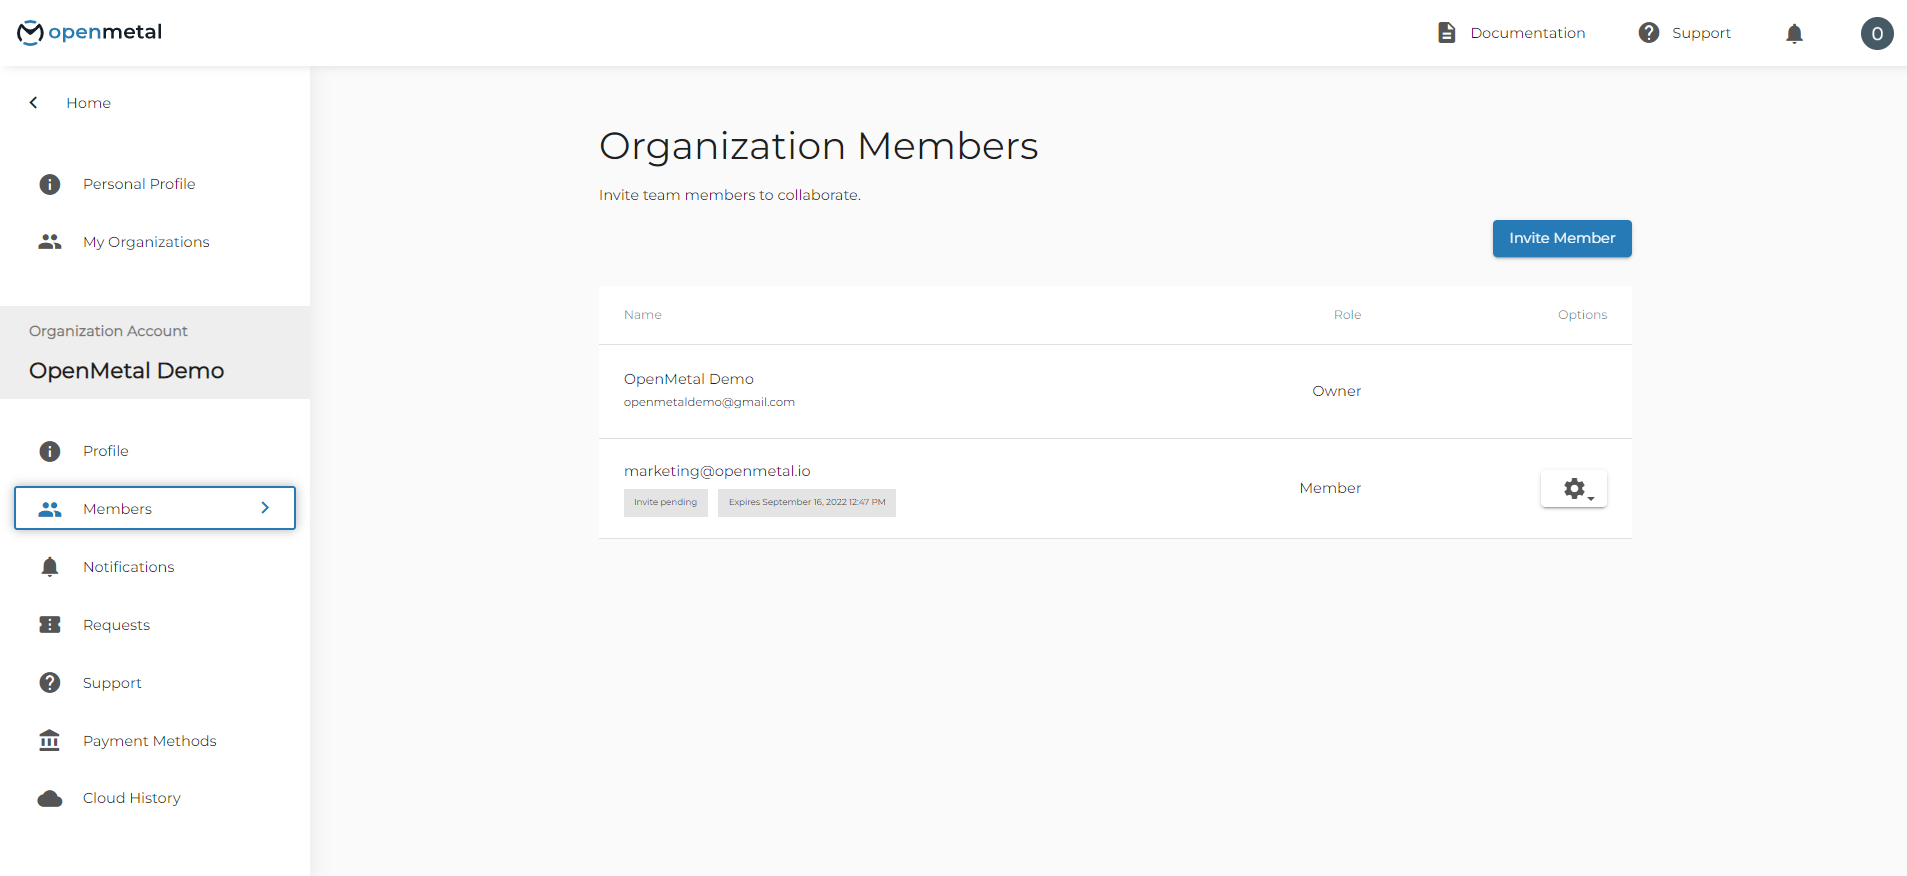 openmetal
Documentation
Support
O
Home
Personal Profile
My Organizations
Organization Account
OpenMetal Demo
Profile
Members
Notifications
Requests
Support
Payment Methods
Cloud History
Organization Members
Invite team members to collaborate.
Invite Member
Name Role Options
OpenMetal Demo
openmetaldemo@gmail.com
Owner
marketing@openmetal.io
Invite pending Expires September 16, 2022 12:47 PM
Member